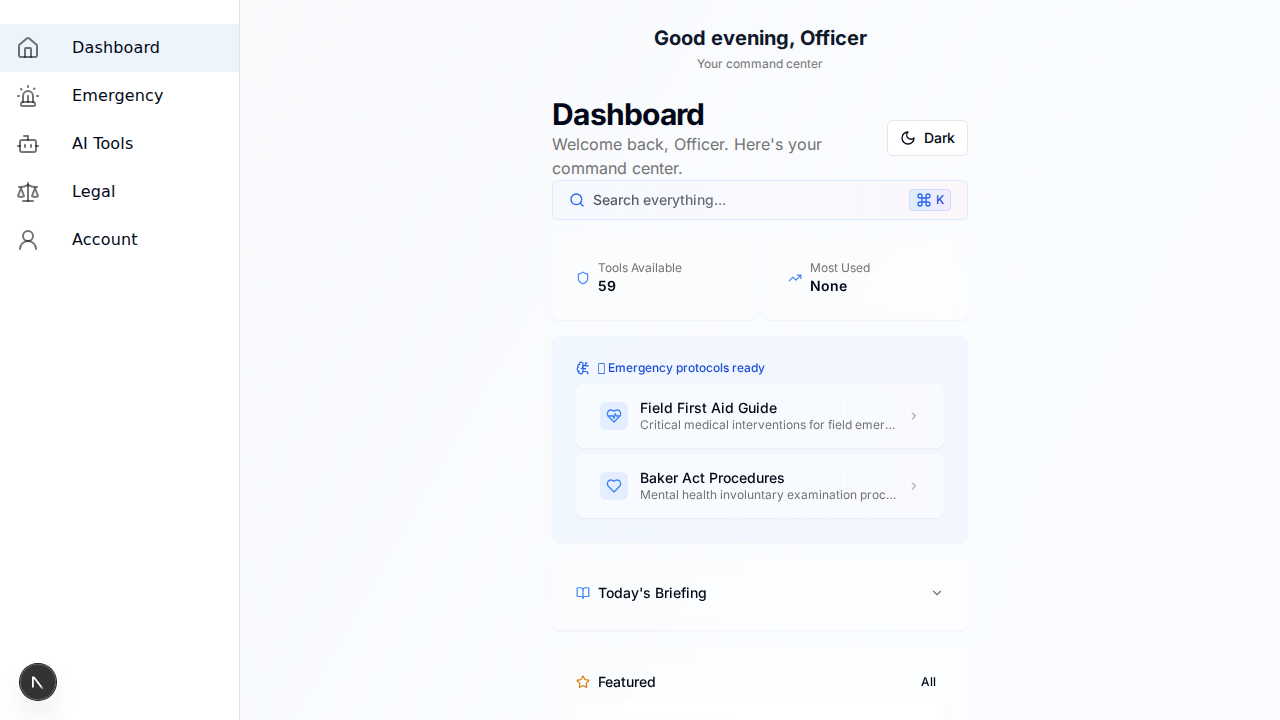 Dashboard
Emergency
AI Tools
Legal
Account
Good evening, Officer
Your command center
Dashboard
Welcome back, Officer. Here's your
command center.
Dark
Search everything...
⌘ K
Tools Available
59
Most Used
None
Emergency protocols ready
Field First Aid Guide
Critical medical interventions for field emer...
Baker Act Procedures
Mental health involuntary examination proc...
Today's Briefing
Featured
All